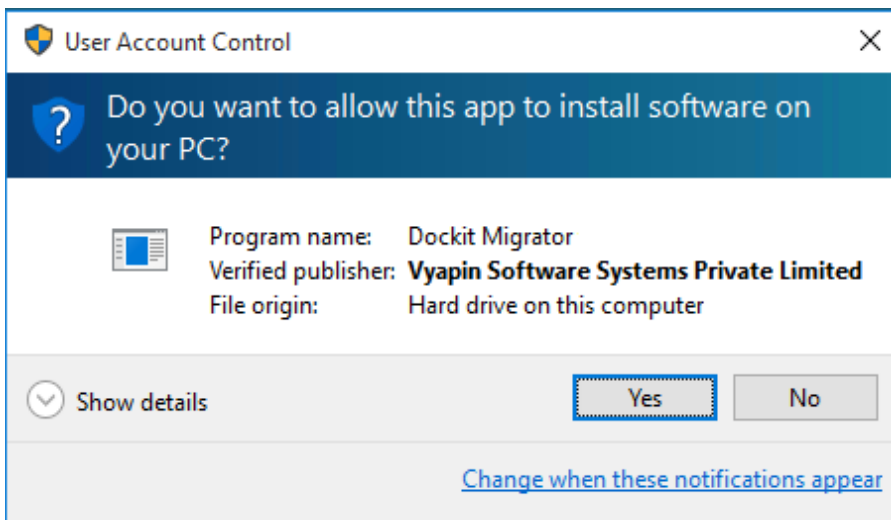 User Account Control
Do you want to allow this app to install software on
your PC?
Program name: Dockit Migrator
Verified publisher: Vyapin Software Systems Private Limited
File origin: Hard drive on this computer
Show details
Yes
No
Change when these notifications appear